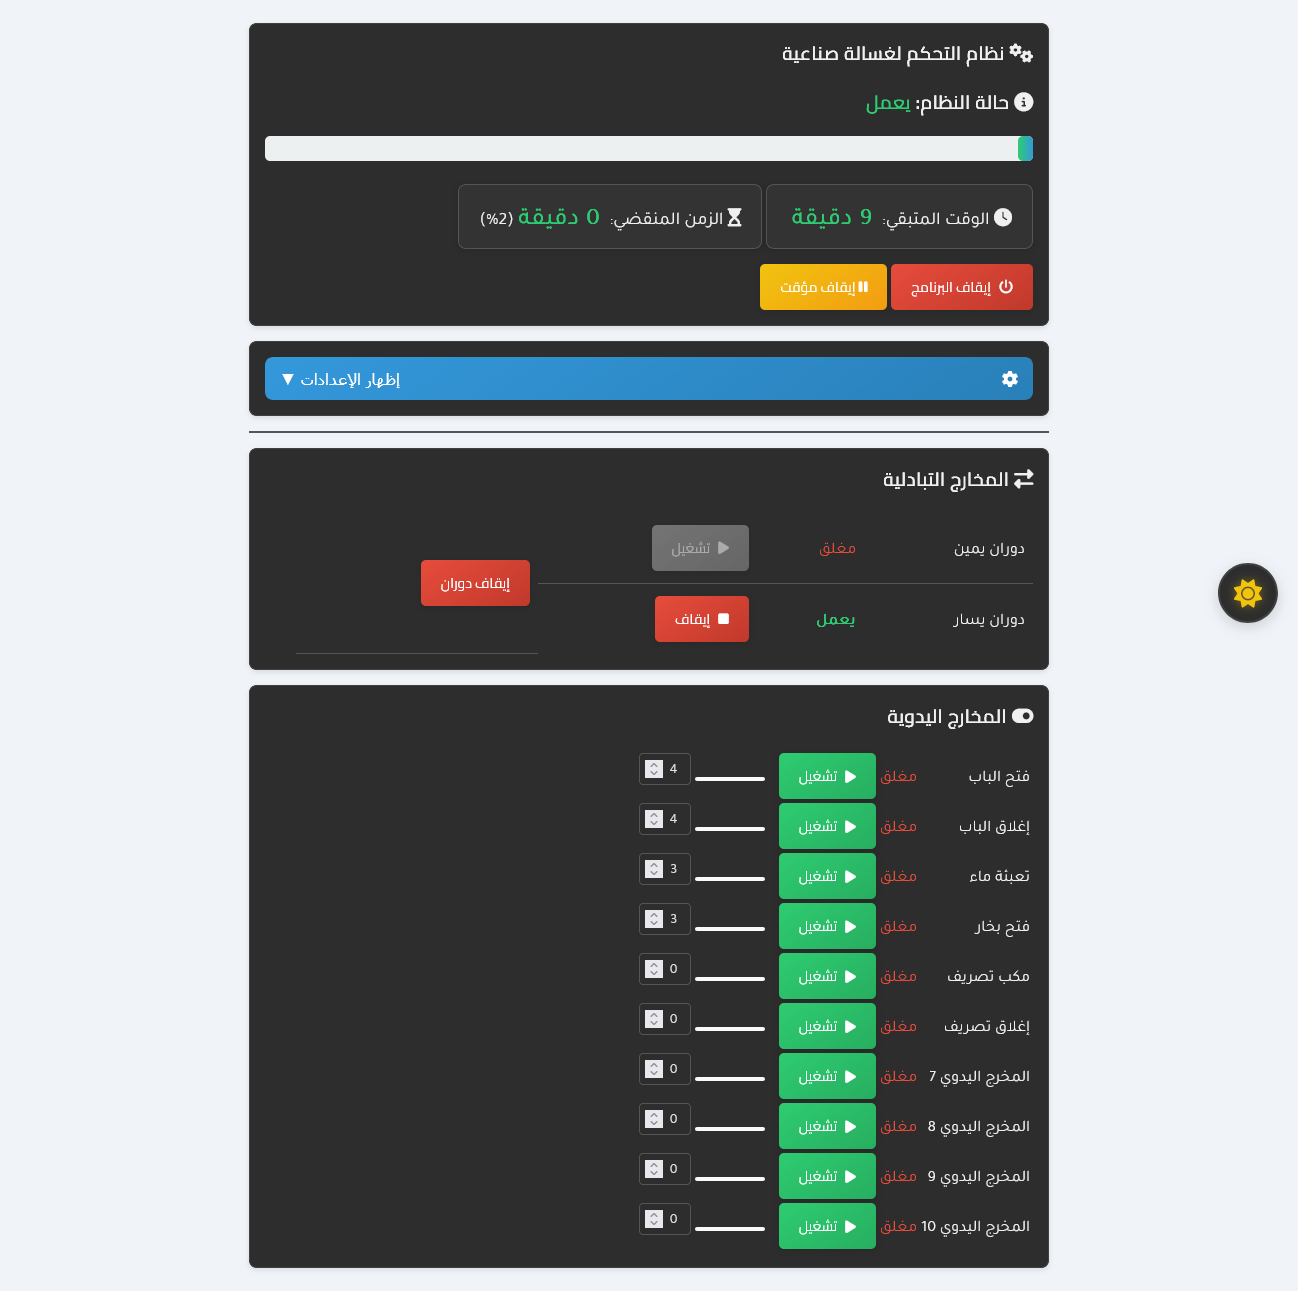 نظام التحكم لغسالة صناعية
حالة النظام: يعمل
الوقت المتبقي: 9 دقيقة
الزمن المنقضي: 0 دقيقة (2%)
إيقاف البرنامج
إيقاف مؤقت
إظهار الإعدادات ▼
المخارج التبادلية
دوران يمين مغلق تشغيل
إيقاف دوران
دوران يسار يعمل إيقاف
المخارج اليدوية
فتح الباب مغلق تشغيل 4
إغلاق الباب مغلق تشغيل 4
تعبئة ماء مغلق تشغيل 3
فتح بخار مغلق تشغيل 3
مكب تصريف مغلق تشغيل 0
إغلاق تصريف مغلق تشغيل 0
المخرج اليدوي 7 مغلق تشغيل 0
المخرج اليدوي 8 مغلق تشغيل 0
المخرج اليدوي 9 مغلق تشغيل 0
المخرج اليدوي 10 مغلق تشغيل 0